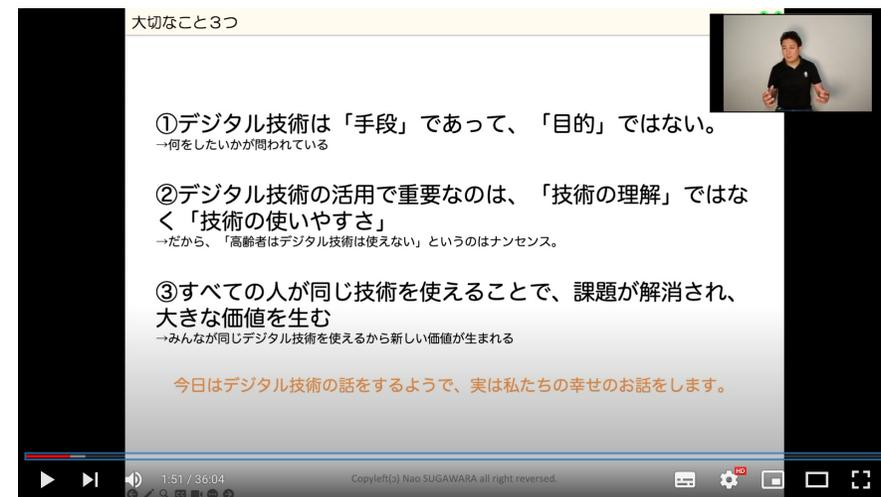 大切なこと３つ
①デジタル技術は「手段」であって、「目的」ではない。
→何をしたいかが問われている
②デジタル技術の活用で重要なのは、「技術の理解」ではな
く「技術の使いやすさ」
→だから、「高齢者はデジタル技術は使えない」というのはナンセンス。
③すべての人が同じ技術を使えることで、課題が解消され、
大きな価値を生む
→みんなが同じデジタル技術を使えるから新しい価値が生まれる
今日はデジタル技術の話をするようで、実は私たちの幸せのお話をします。
1:51 / 36:04
Copyleft(ɔ) Nao SUGAWARA all right reversed.
HD